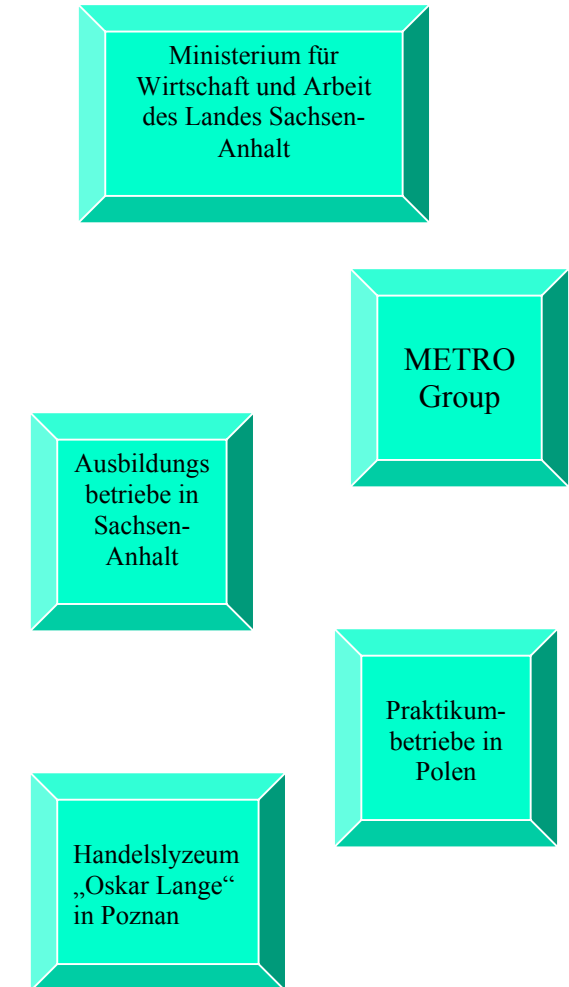 Ministerium für
Wirtschaft und Arbeit
des Landes Sachsen-
Anhalt
METRO
Group
Ausbildungs
betriebe in
Sachsen-
Anhalt
Praktikum-
betriebe in
Polen
Handelslyzeum
„Oskar Lange“
in Poznan